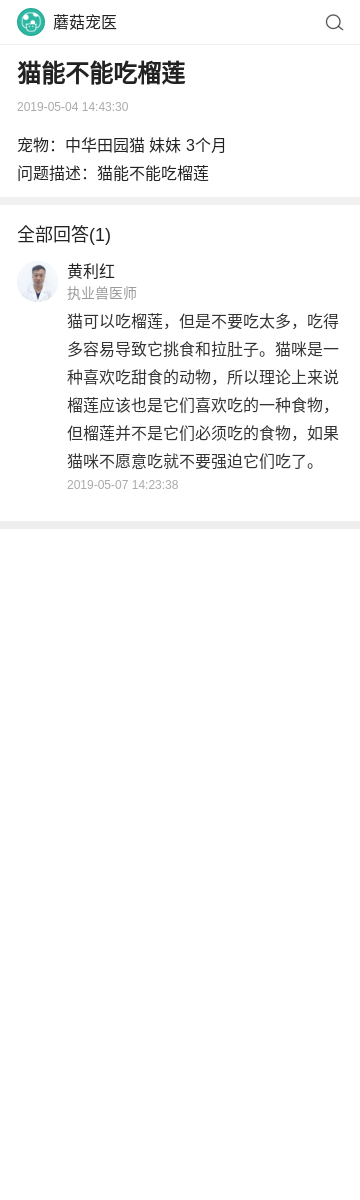 蘑菇宠医
猫能不能吃榴莲
2019-05-04 14:43:30
宠物：中华田园猫 妹妹 3个月
问题描述：猫能不能吃榴莲
全部回答(1)
黄利红
执业兽医师
猫可以吃榴莲，但是不要吃太多，吃得
多容易导致它挑食和拉肚子。猫咪是一
种喜欢吃甜食的动物，所以理论上来说
榴莲应该也是它们喜欢吃的一种食物，
但榴莲并不是它们必须吃的食物，如果
猫咪不愿意吃就不要强迫它们吃了。
2019-05-07 14:23:38